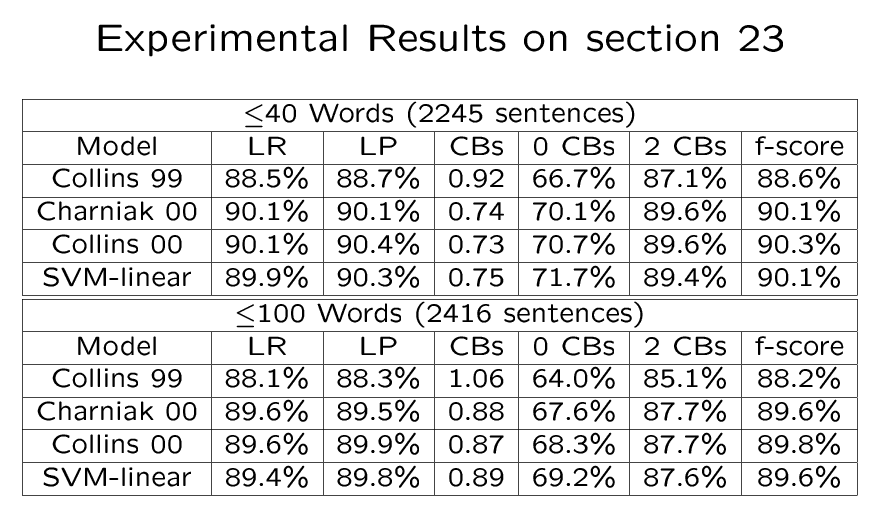 Experimental Results on section 23
≤40 Words (2245 sentences)
Model LR LP CBs 0 CBs 2 CBs f-score
Collins 99 88.5% 88.7% 0.92 66.7% 87.1% 88.6%
Charniak 00 90.1% 90.1% 0.74 70.1% 89.6% 90.1%
Collins 00 90.1% 90.4% 0.73 70.7% 89.6% 90.3%
SVM-linear 89.9% 90.3% 0.75 71.7% 89.4% 90.1%
≤100 Words (2416 sentences)
Model LR LP CBs 0 CBs 2 CBs f-score
Collins 99 88.1% 88.3% 1.06 64.0% 85.1% 88.2%
Charniak 00 89.6% 89.5% 0.88 67.6% 87.7% 89.6%
Collins 00 89.6% 89.9% 0.87 68.3% 87.7% 89.8%
SVM-linear 89.4% 89.8% 0.89 69.2% 87.6% 89.6%